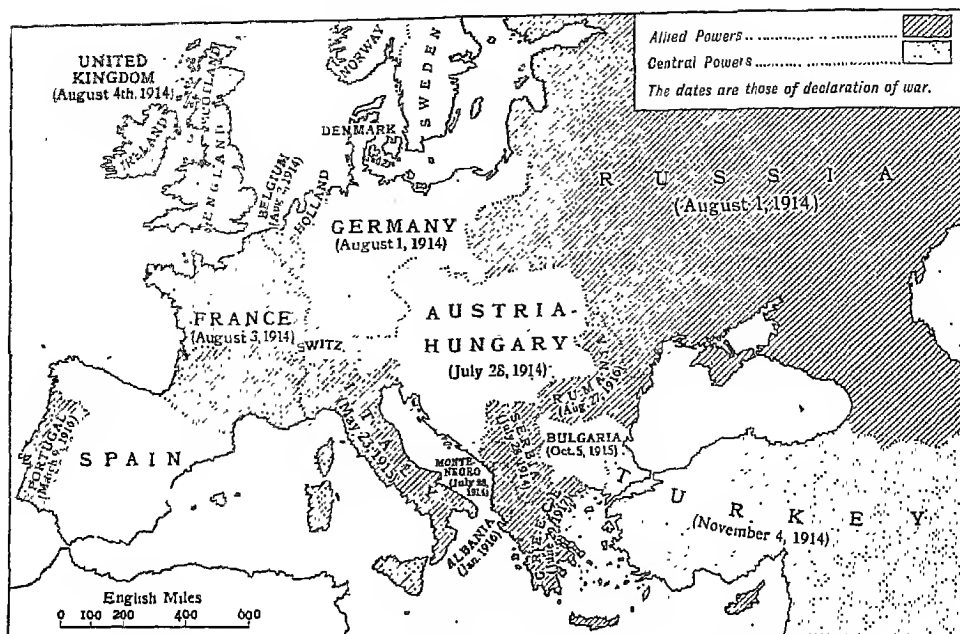 Allied Powers
Central Powers
The dates are those of declaration of war.
NORWAY
SWEDEN
UNITED
KINGDOM
(August 4th, 1914)
SCOTLAND
IRELAND
ENGLAND
DENMARK
BELGIUM
HOLLAND
RUSSIA
(August 1, 1914)
GERMANY
(August 1, 1914)
AUSTRIA-
HUNGARY
(July 28, 1914)
FRANCE
(August 3, 1914)
SWITZ.
RUMANIA
(Aug. 27, 1916)
SERBIA
BULGARIA
(Oct. 5, 1915)
ITALY
MONTE-
NEGRO
(July 28,
1914)
PORTUGAL
(March 9, 1916)
SPAIN
ALBANIA
(Jan. 1916)
GREECE
TURKEY
(November 4, 1914)
English Miles
0 100 200 400 600